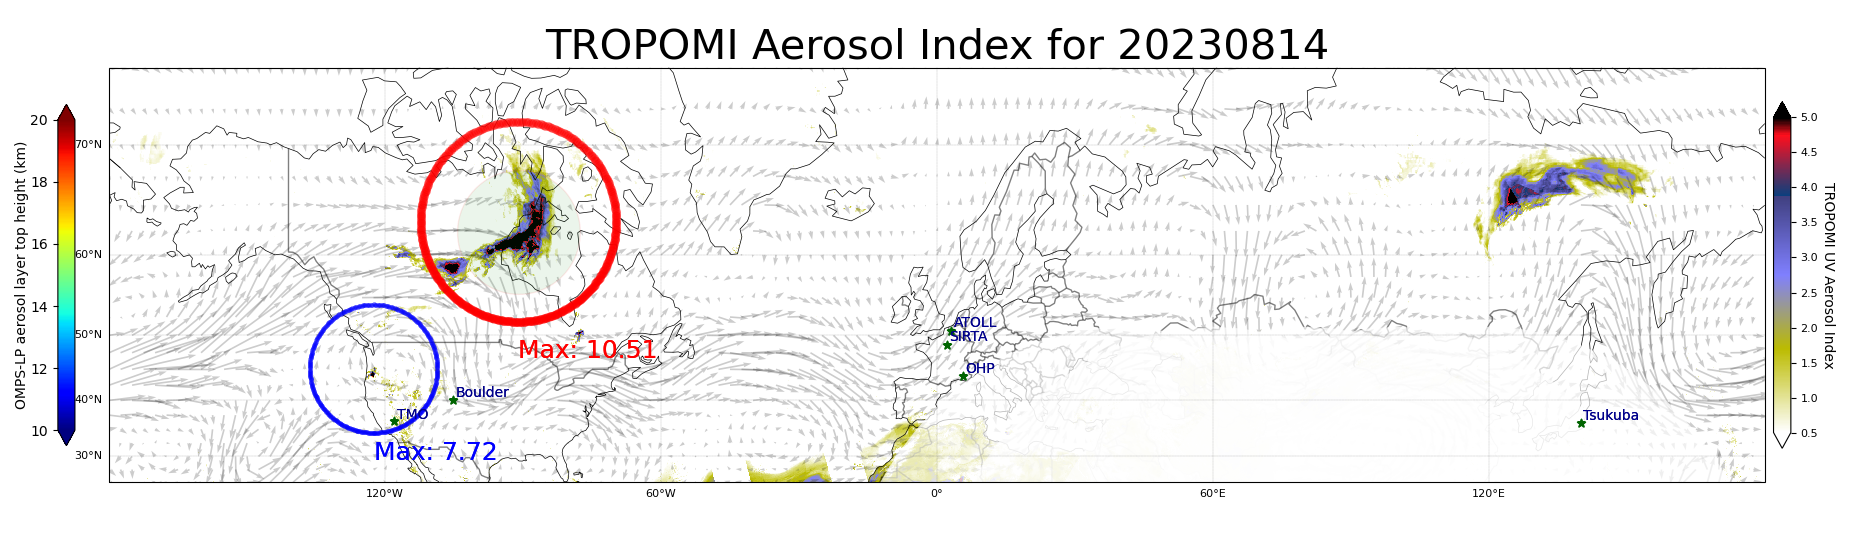 TROPOMI Aerosol Index for 20230814
OMPS-LP aerosol layer top height (km)
20
18
16
14
12
10
70°N
60°N
50°N
40°N
30°N
120°W
60°W
0°
60°E
120°E
Max: 10.51
Max: 7.72
Boulder
TMO
ATOLL
SIRTA
OHP
Tsukuba
5.0
4.5
4.0
3.5
3.0
2.5
2.0
1.5
1.0
0.5
TROPOMI UV Aerosol Index